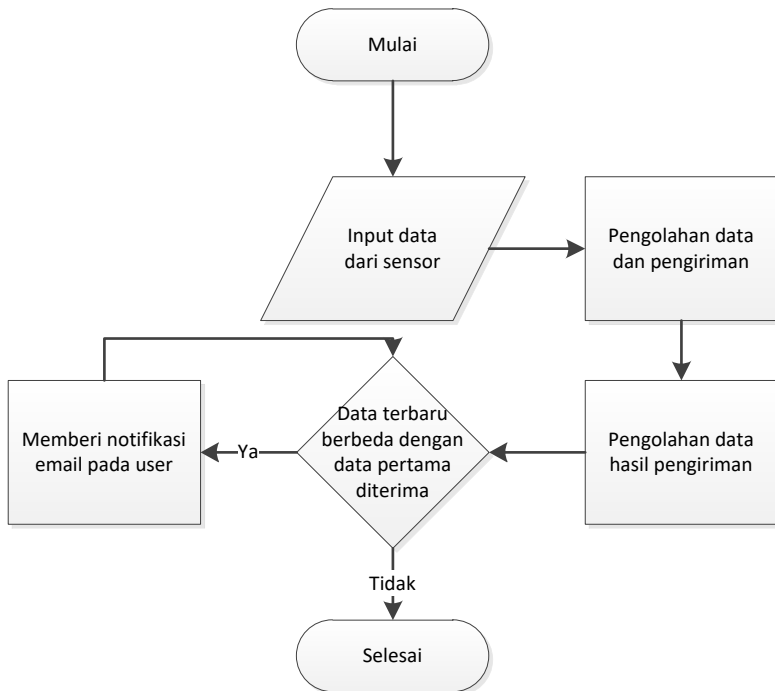 Mulai
Input data
dari sensor
Pengolahan data
dan pengiriman
Pengolahan data
hasil pengiriman
Data terbaru
berbeda dengan
data pertama
diterima
Ya
Memberi notifikasi
email pada user
Tidak
Selesai